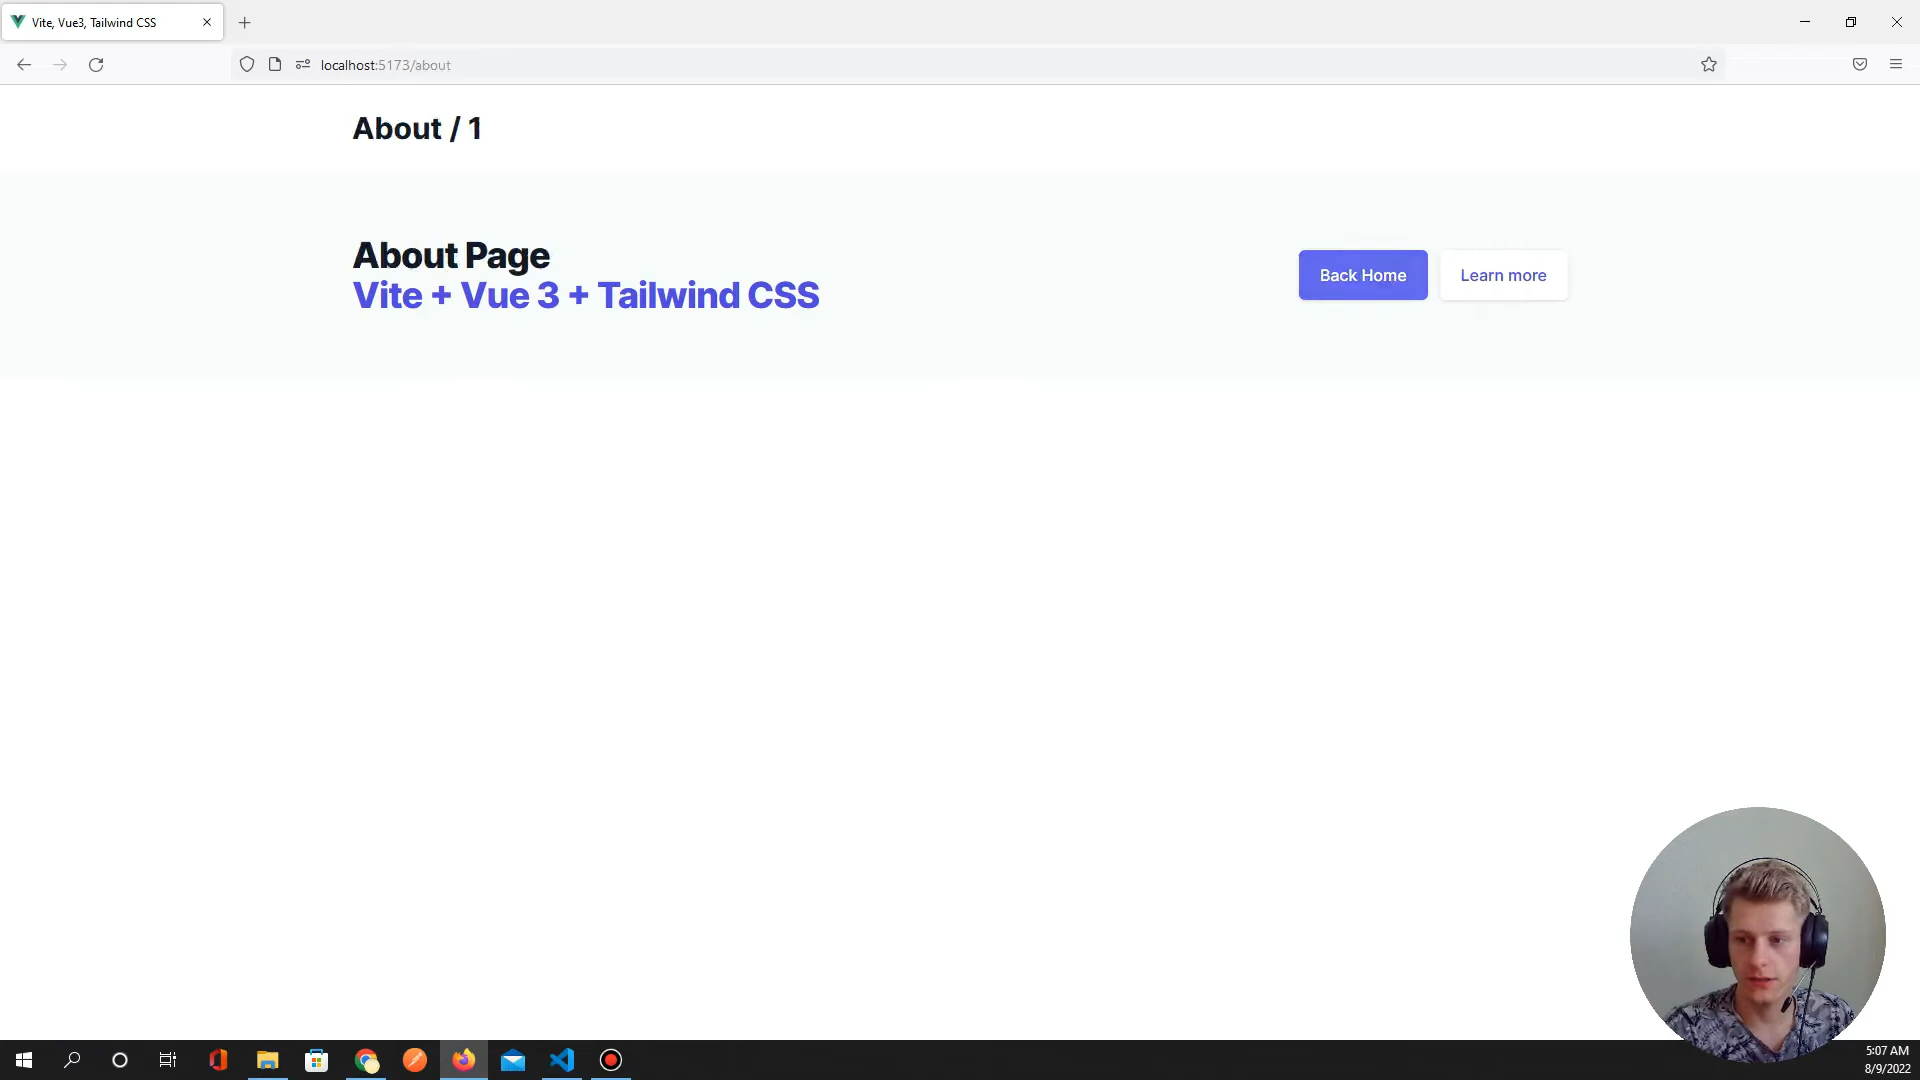 Vite, Vue3, Tailwind CSS
localhost:5173/about
About / 1
About Page
Vite + Vue 3 + Tailwind CSS
Back Home
Learn more
5:07 AM
8/9/2022